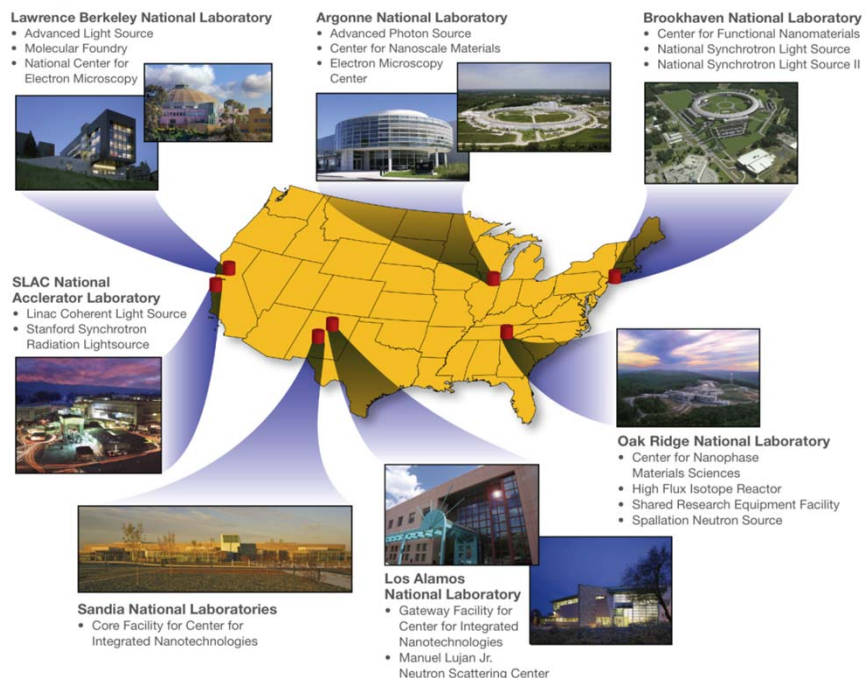 Lawrence Berkeley National Laboratory
• Advanced Light Source
• Molecular Foundry
• National Center for
Electron Microscopy
Argonne National Laboratory
• Advanced Photon Source
• Center for Nanoscale Materials
• Electron Microscopy
Center
Brookhaven National Laboratory
• Center for Functional Nanomaterials
• National Synchrotron Light Source
• National Synchrotron Light Source II
SLAC National
Acclerator Laboratory
• Linac Coherent Light Source
• Stanford Synchrotron
Radiation Lightsource
Oak Ridge National Laboratory
• Center for Nanophase
Materials Sciences
• High Flux Isotope Reactor
• Shared Research Equipment Facility
• Spallation Neutron Source
Sandia National Laboratories
• Core Facility for Center for
Integrated Nanotechnologies
Los Alamos
National Laboratory
• Gateway Facility for
Center for Integrated
Nanotechnologies
• Manuel Lujan Jr.
Neutron Scattering Center